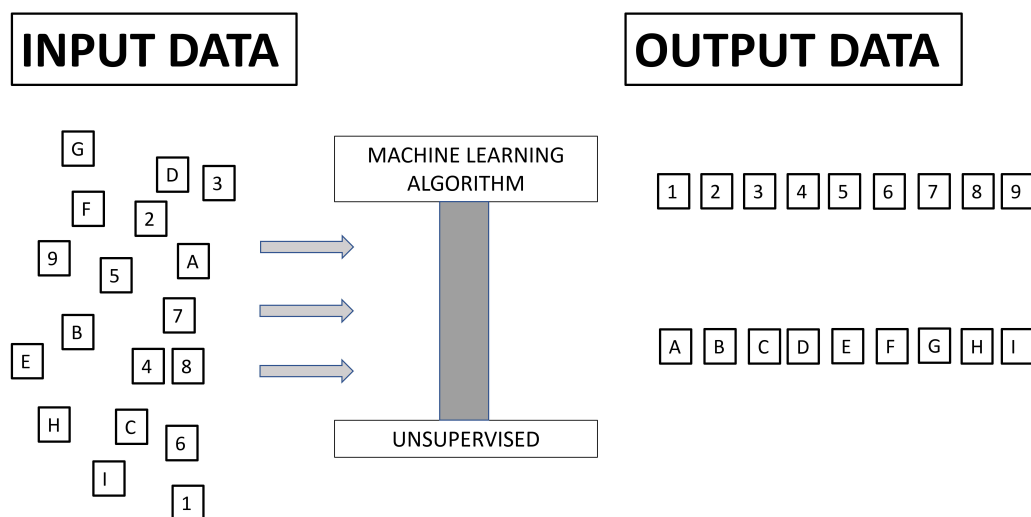 INPUT DATA
OUTPUT DATA
G
D
3
F
2
9
5
A
7
B
E
4 8
H
C
6
I
1
MACHINE LEARNING
ALGORITHM
UNSUPERVISED
1 2 3 4 5 6 7 8 9
A B C D E F G H I